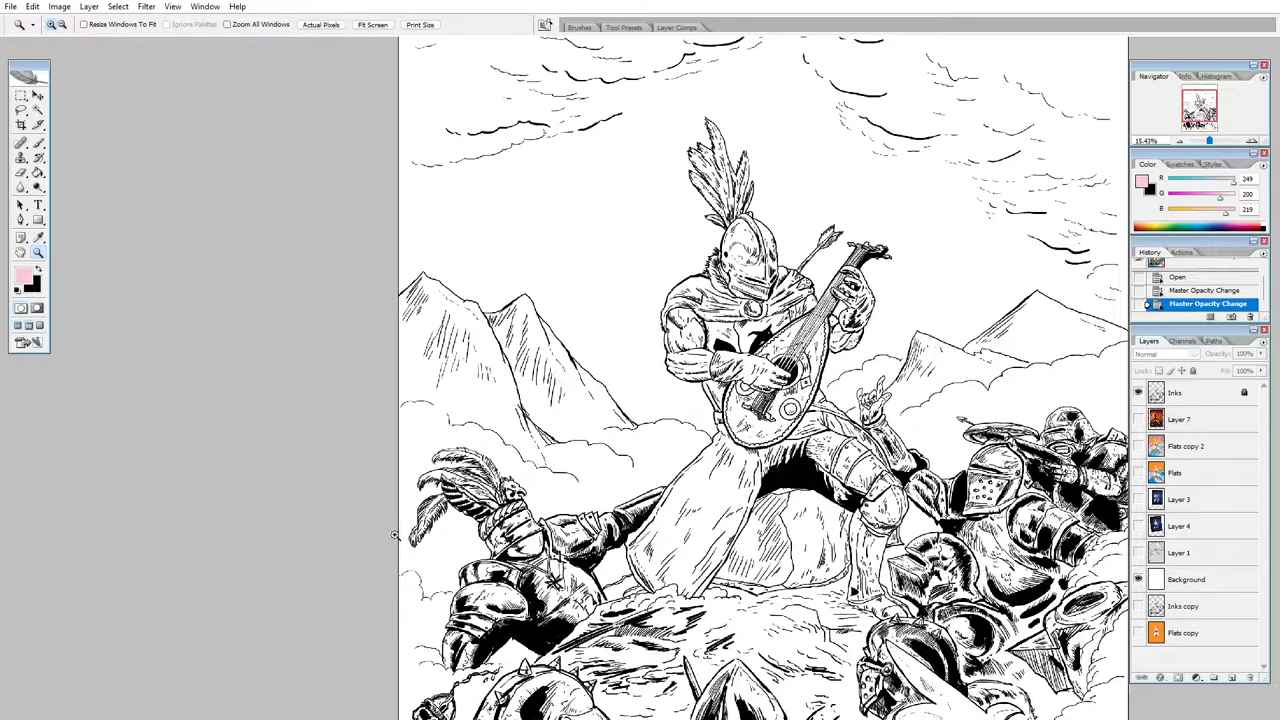 File Edit Image Layer Select Filter View Window Help
Resize Windows To Fit Ignore Palettes Zoom All Windows Actual Pixels Fit Screen Print Size Brushes Tool Presets Layer Comps
Navigator Info Histogram
15.43%
Color Swatches Styles
R 249
G 200
B 219
History Actions
Open
Master Opacity Change
Master Opacity Change
Layers Channels Paths
Normal Opacity: 100%
Lock: Fill: 100%
Inks
Layer 7
Flats copy 2
Flats
Layer 3
Layer 4
Layer 1
Background
Inks copy
Flats copy